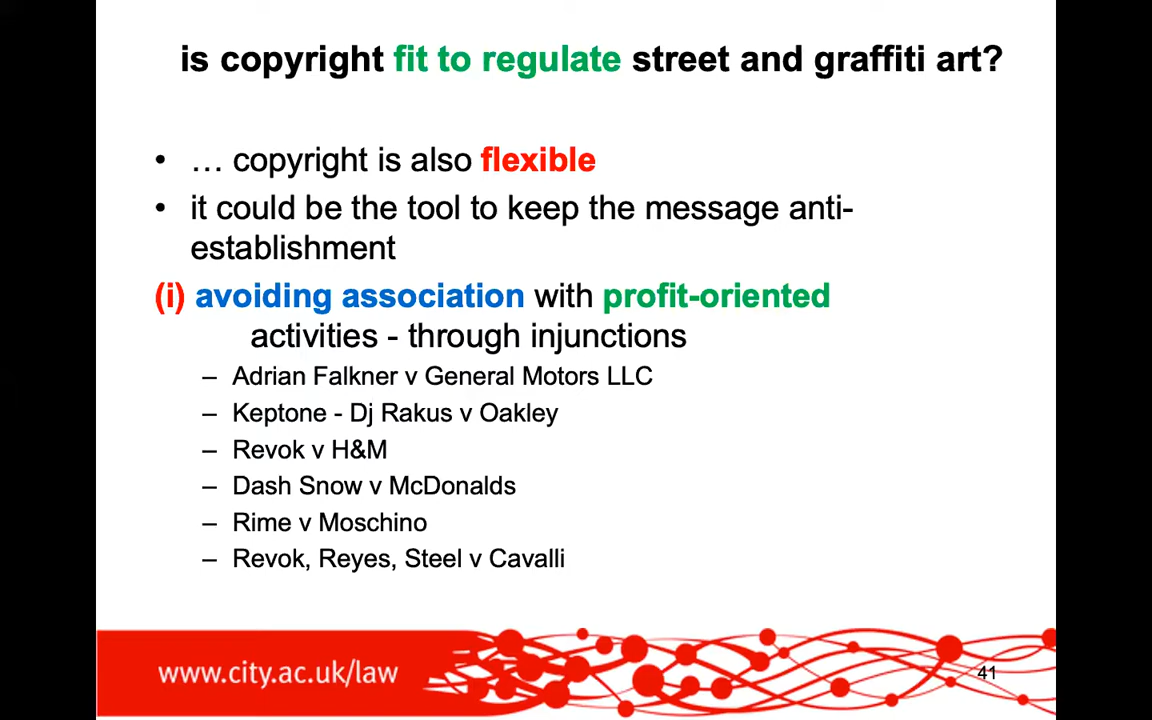 is copyright fit to regulate street and graffiti art?
• … copyright is also flexible
• it could be the tool to keep the message anti-
establishment
(i) avoiding association with profit-oriented
activities - through injunctions
– Adrian Falkner v General Motors LLC
– Keptone - Dj Rakus v Oakley
– Revok v H&M
– Dash Snow v McDonalds
– Rime v Moschino
– Revok, Reyes, Steel v Cavalli
www.city.ac.uk/law
41